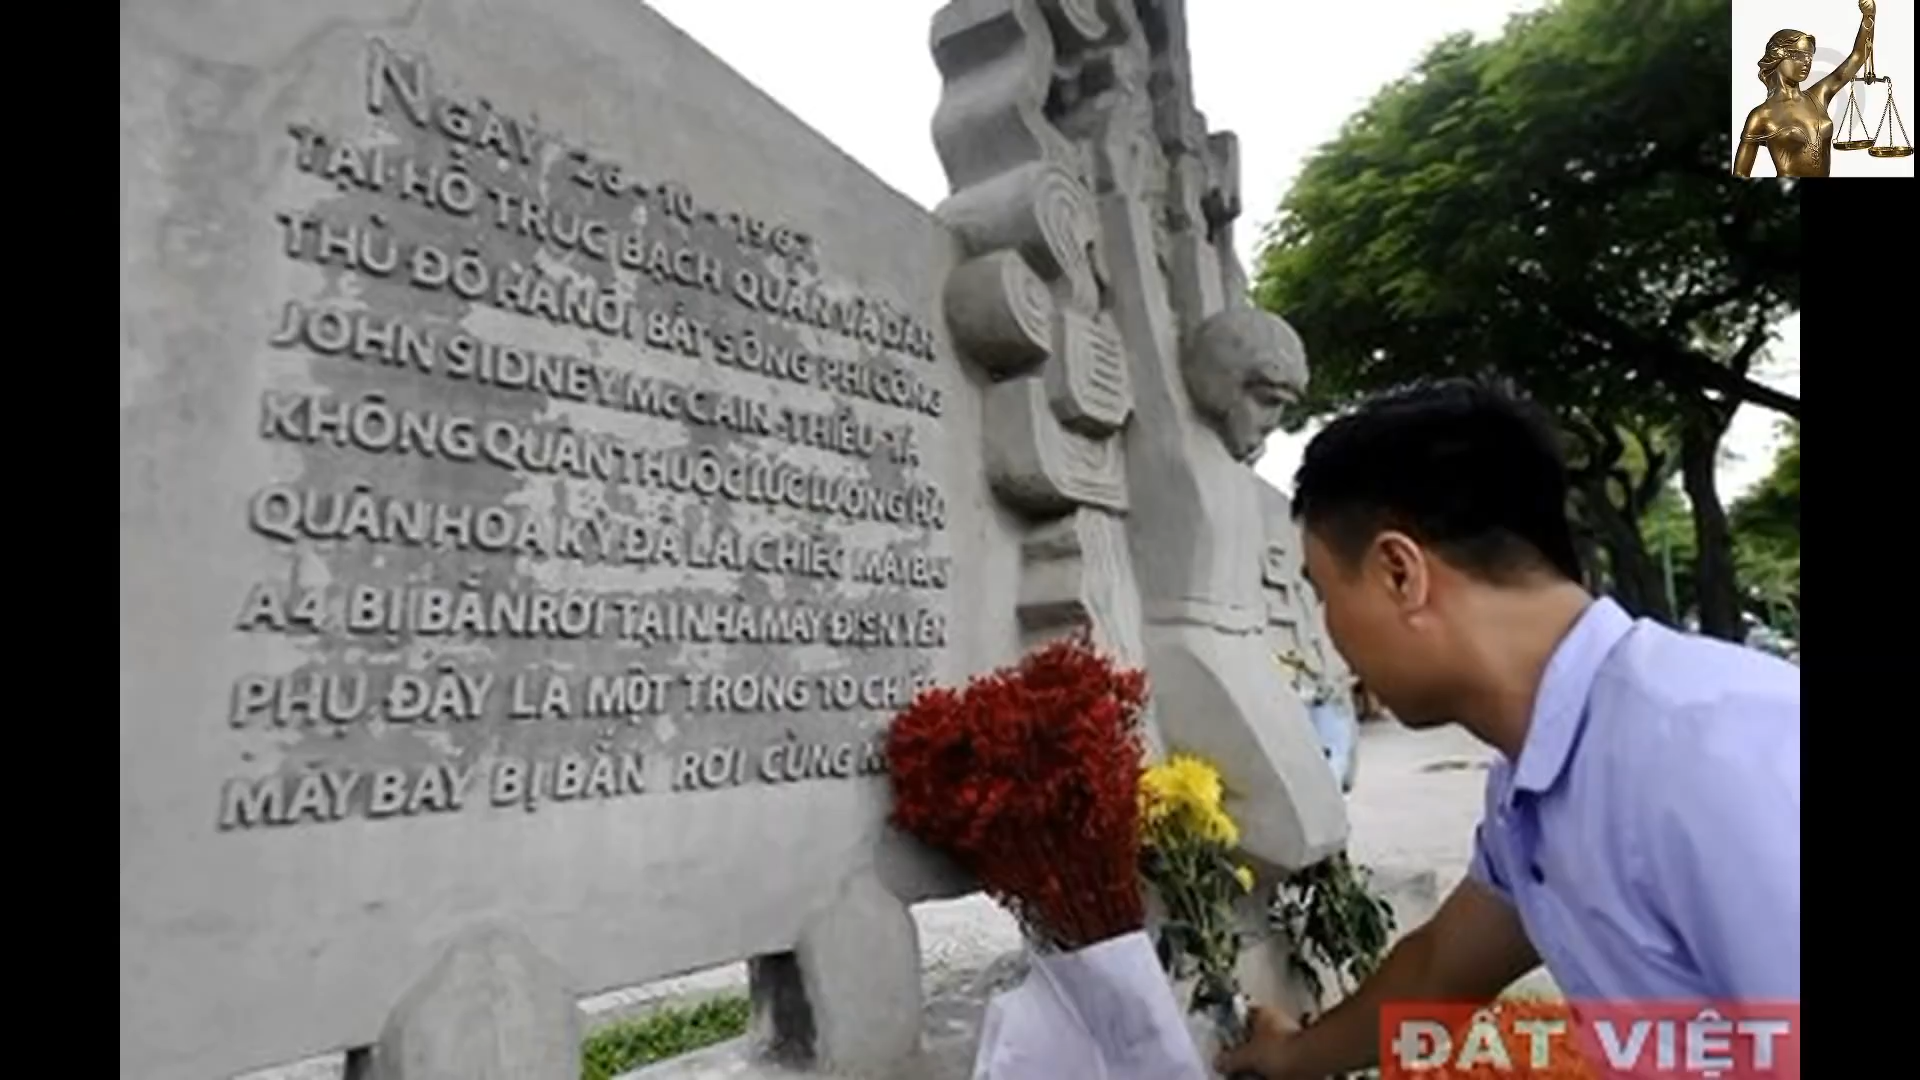 NGÀY 26-10-1967
TẠI HỒ TRÚC BẠCH QUÂN VÀ DÂN
THỦ ĐÔ HÀ NỘI BẮT SỐNG PHI CÔNG
JOHN SIDNEY McCAIN THIẾU TÁ
KHÔNG QUÂN THUỘC LỰC LƯỢNG HẢI
QUÂN HOA KỲ ĐÃ LÁI CHIẾC MÁY BAY
A4 BỊ BẮN RƠI TẠI NHÀ MÁY ĐIỆN YÊN
PHỤ ĐÂY LÀ MỘT TRONG 10 CHIẾC
MÁY BAY BỊ BẮN RƠI CÙNG
ĐẤT VIỆT